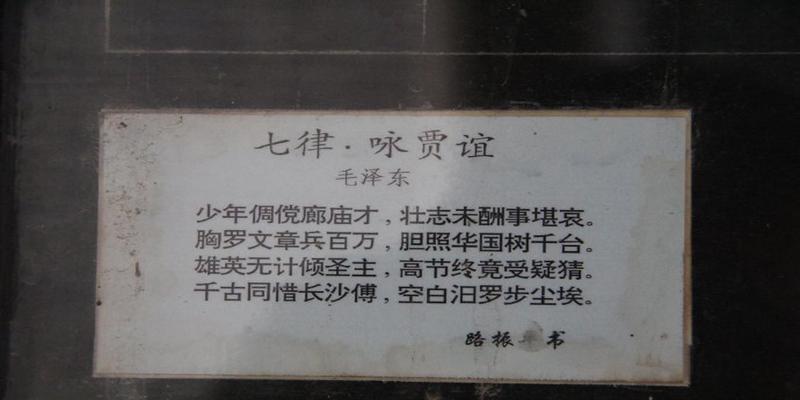 七律·咏贾谊
毛泽东
少年倜傥廊庙才，壮志未酬事堪哀。
胸罗文章兵百万，胆照华国树千台。
雄英无计倾圣主，高节终竟受疑猜。
千古同惜长沙傅，空白汨罗步尘埃。
路振 书